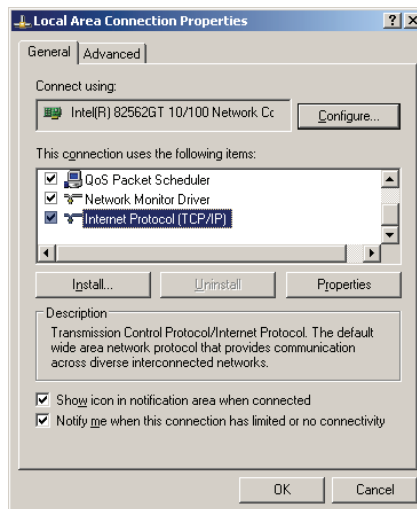 Local Area Connection Properties
General Advanced
Connect using:
Intel(R) 82562GT 10/100 Network Cc
Configure...
This connection uses the following items:
QoS Packet Scheduler
Network Monitor Driver
Internet Protocol (TCP/IP)
Install... Uninstall Properties
Description
Transmission Control Protocol/Internet Protocol. The default
wide area network protocol that provides communication
across diverse interconnected networks.
Show icon in notification area when connected
Notify me when this connection has limited or no connectivity
OK Cancel